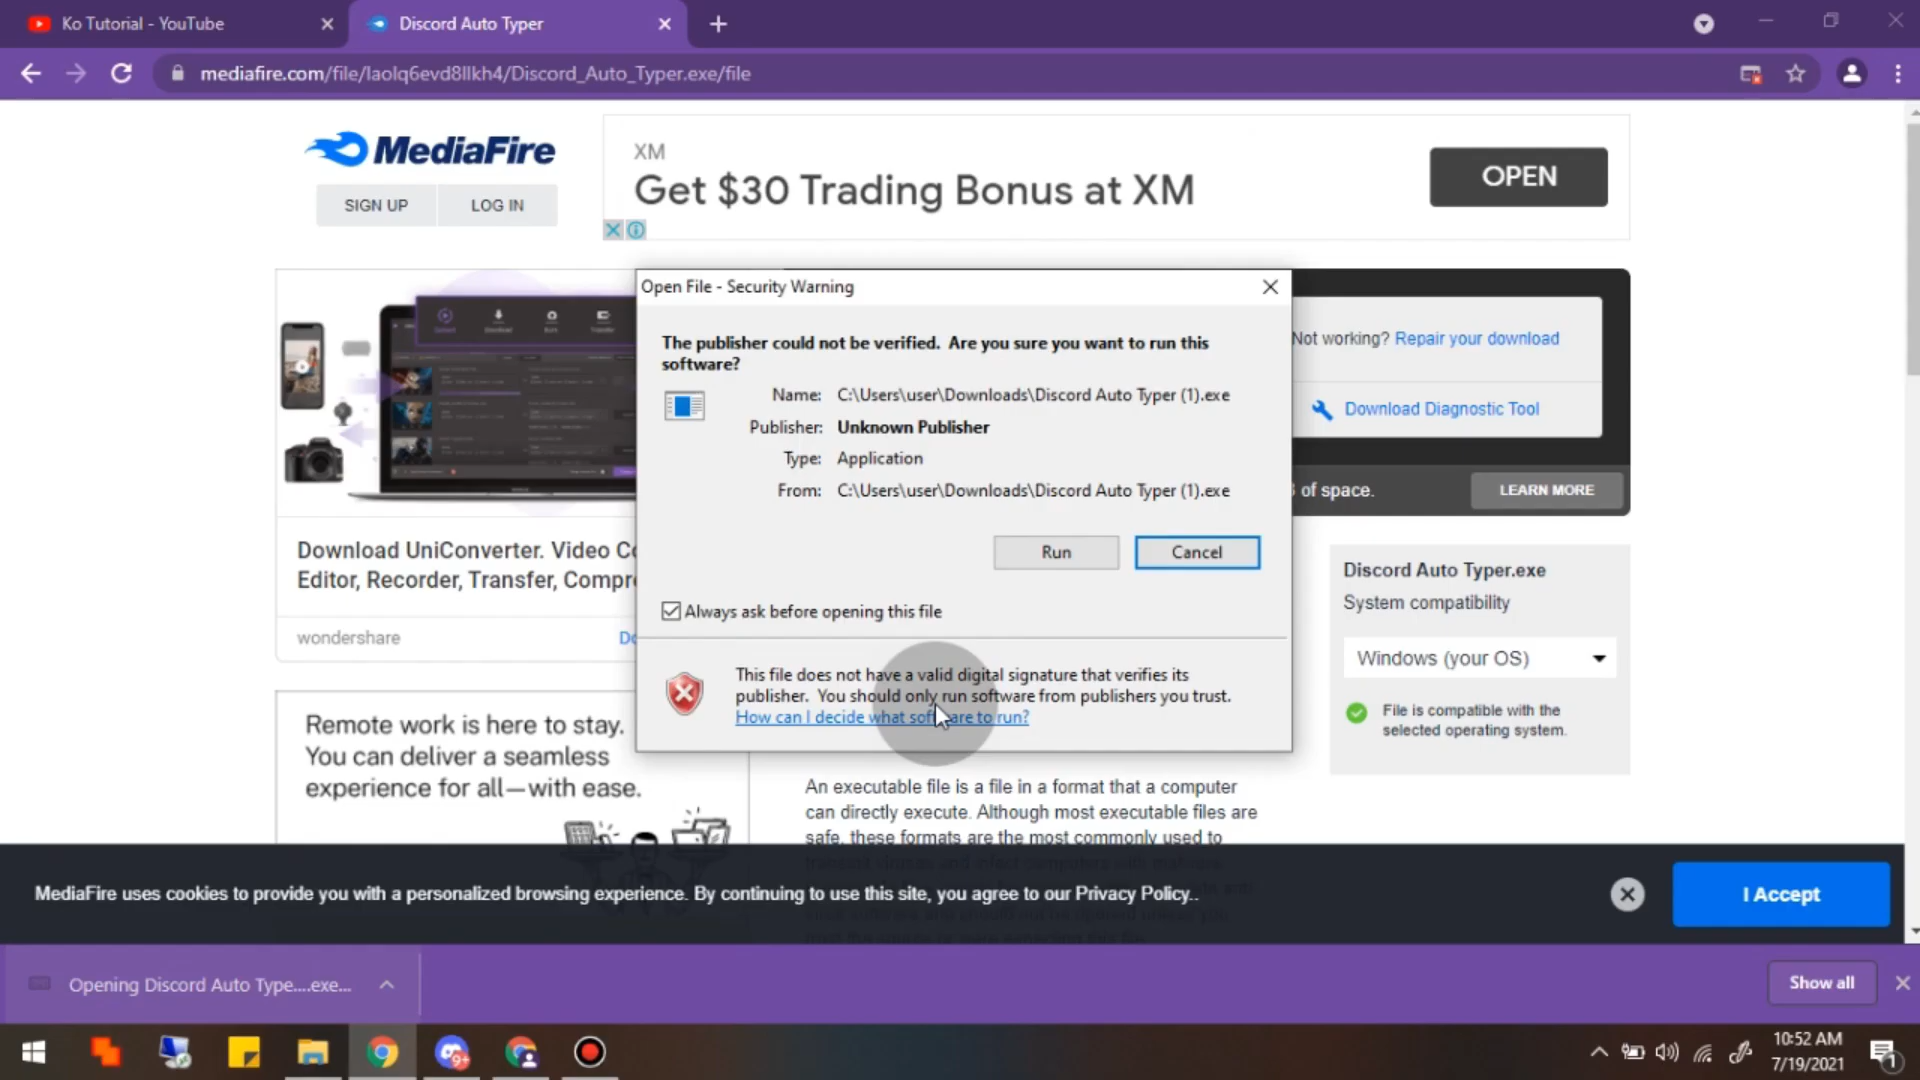 Ko Tutorial - YouTube
Discord Auto Typer
mediafire.com/file/laolq6evd8llkh4/Discord_Auto_Typer.exe/file
MediaFire
SIGN UP
LOG IN
XM
Get $30 Trading Bonus at XM
OPEN
Open File - Security Warning
The publisher could not be verified. Are you sure you want to run this
software?
Name: C:\Users\user\Downloads\Discord Auto Typer (1).exe
Publisher: Unknown Publisher
Type: Application
From: C:\Users\user\Downloads\Discord Auto Typer (1).exe
Run
Cancel
Always ask before opening this file
This file does not have a valid digital signature that verifies its
publisher. You should only run software from publishers you trust.
How can I decide what software to run?
Not working? Repair your download
Download Diagnostic Tool
of space.
LEARN MORE
Download UniConverter. Video
Editor, Recorder, Transfer,
wondershare
Discord Auto Typer.exe
System compatibility
Windows (your OS)
File is compatible with the
selected operating system.
Remote work is here to stay.
You can deliver a seamless
experience for all—with ease.
An executable file is a file in a format that a computer
can directly execute. Although most executable files are
safe, these formats are the most commonly used to
MediaFire uses cookies to provide you with a personalized browsing experience. By continuing to use this site, you agree to our Privacy Policy..
I Accept
Opening Discord Auto Type....exe...
Show all
9+
10:52 AM
7/19/2021
1